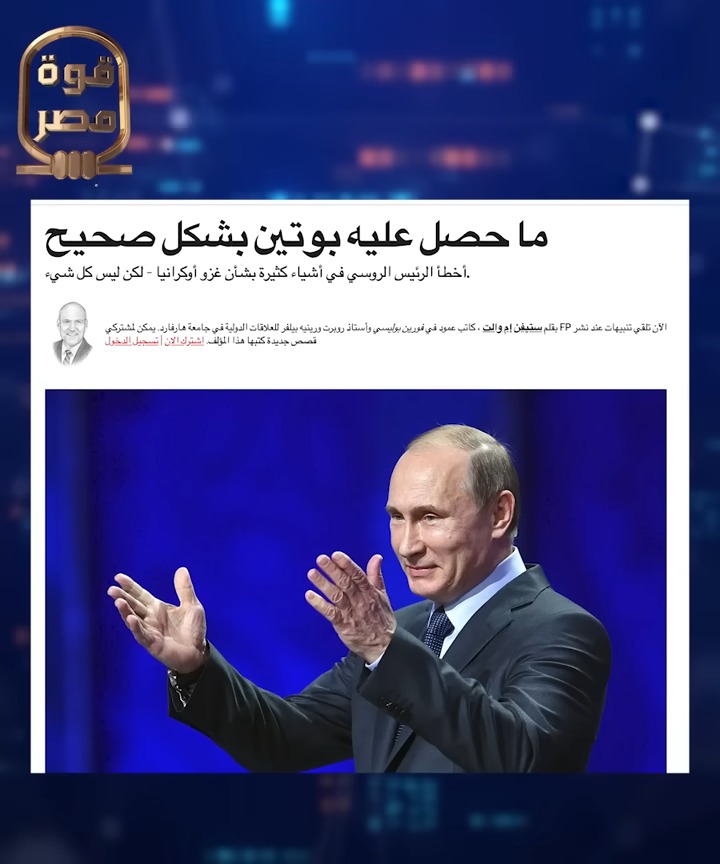 قوة
مصر
ما حصل عليه بوتين بشكل صحيح
أخطأ الرئيس الروسي في أشياء كثيرة بشأن غزو أوكرانيا - لكن ليس كل شيء.
الآن تلقي تنبيهات عند نشر FP بقلم ستيفن إم والت ، كاتب عمود في فورين بوليسي وأستاذ روبرت ورينيه بيلفر للعلاقات الدولية في جامعة هارفارد. يمكن لمشتركي
قصص جديدة كتبها هذا المؤلف. اشترك الان | تسجيل الدخول